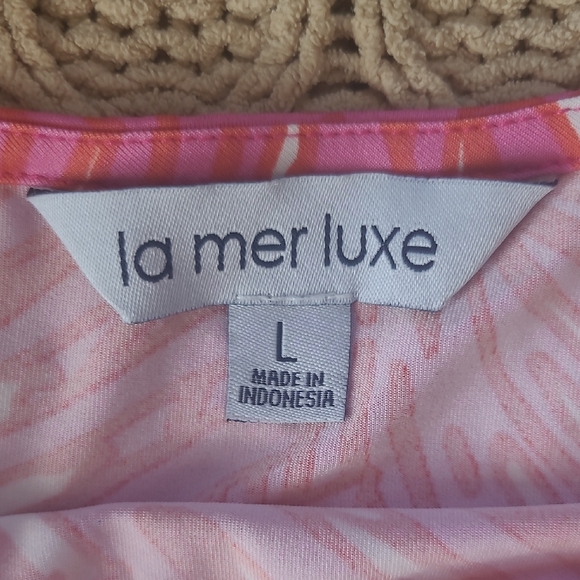 la mer luxe
L
MADE IN
INDONESIA